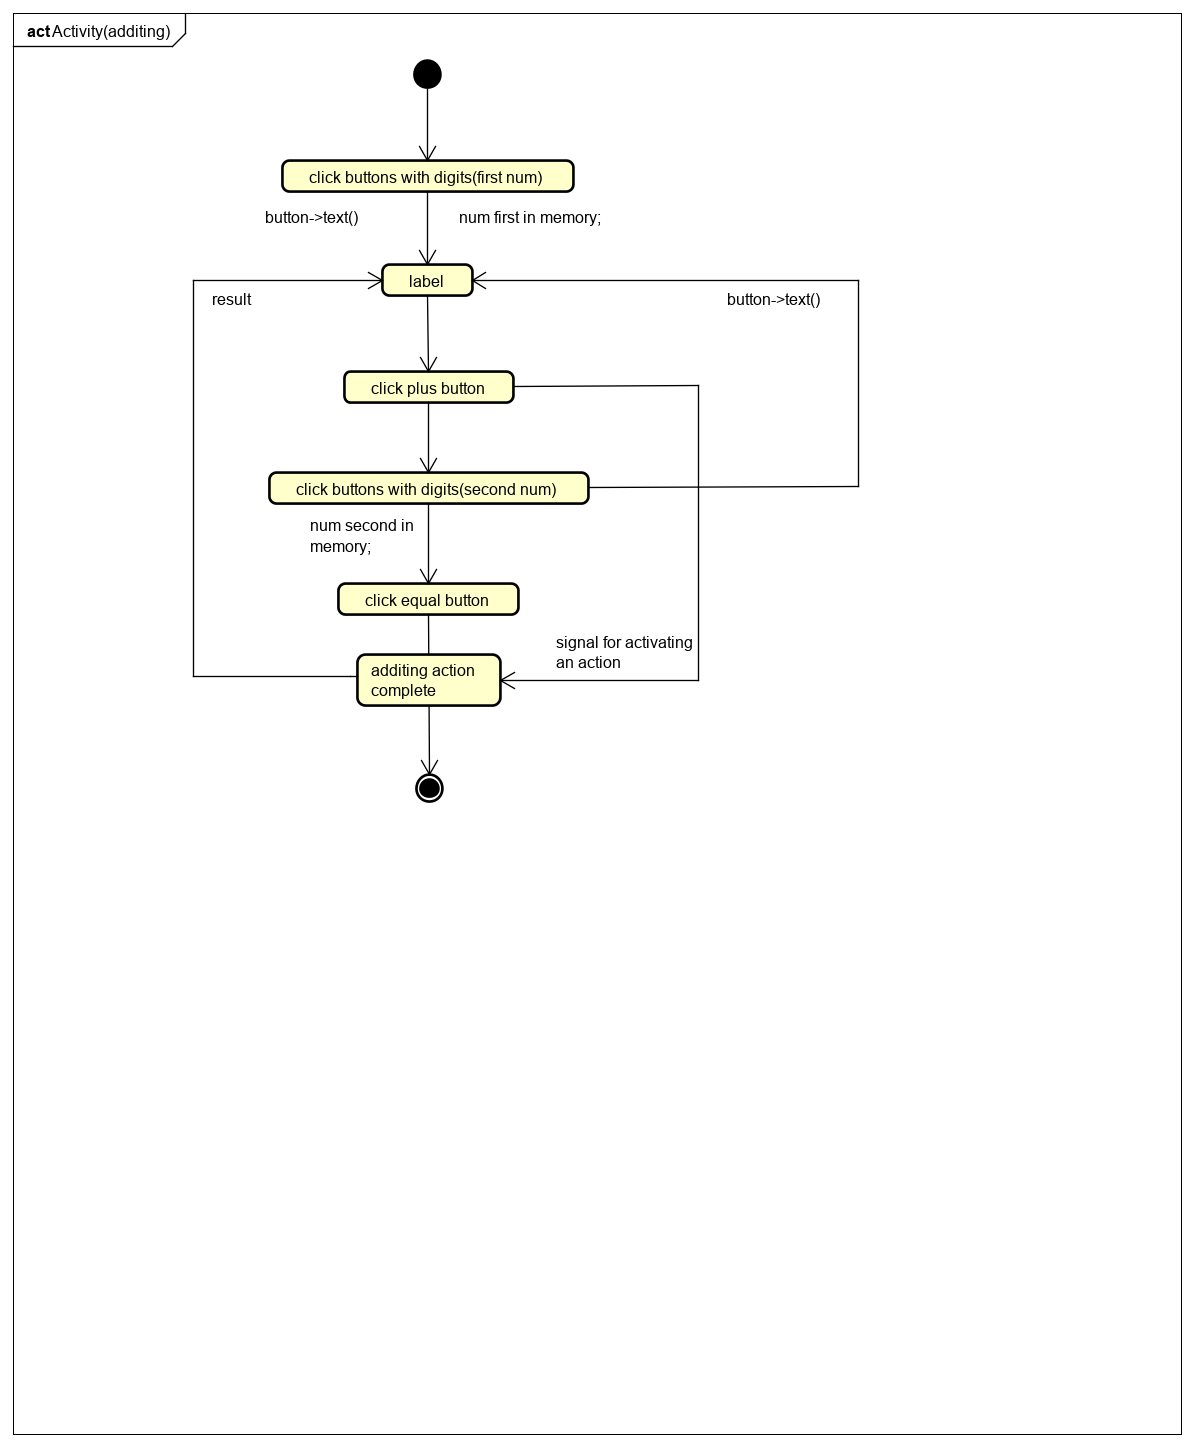 act Activity(additing)
click buttons with digits(first num)
button->text()
num first in memory;
label
result
button->text()
click plus button
click buttons with digits(second num)
num second in
memory;
click equal button
signal for activating
an action
additing action
complete